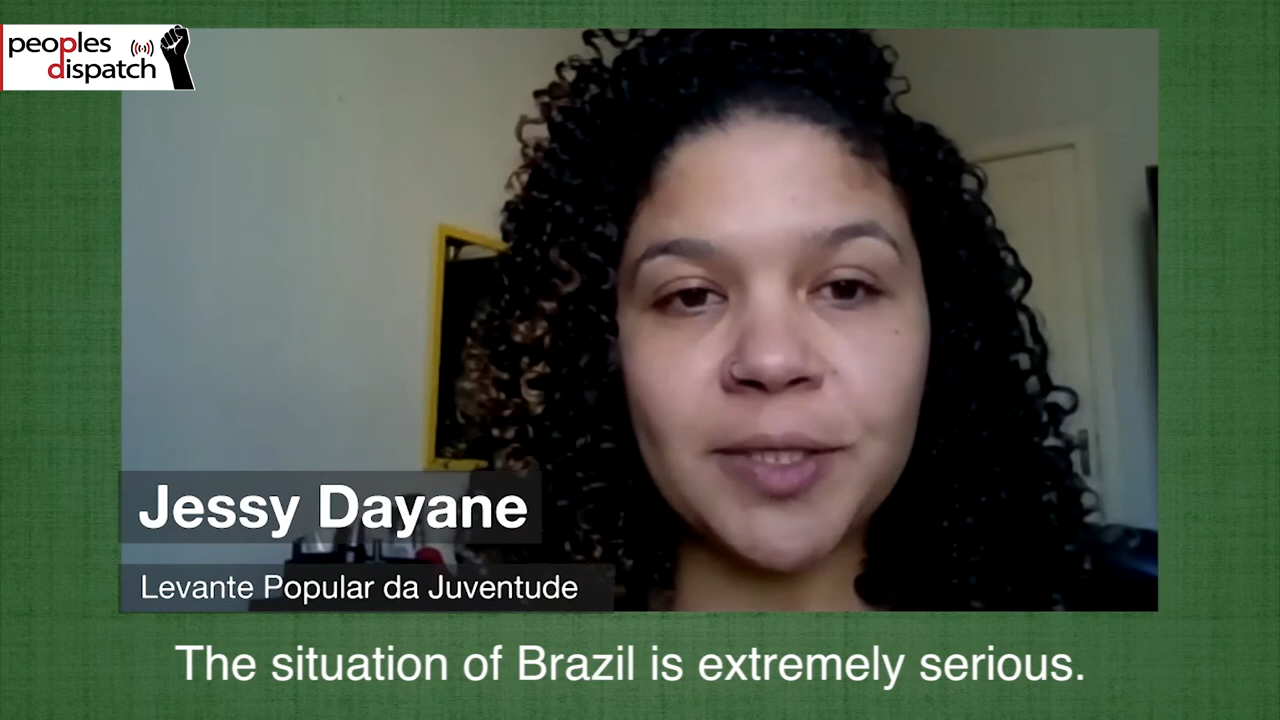 peoples
dispatch
Jessy Dayane
Levante Popular da Juventude
The situation of Brazil is extremely serious.